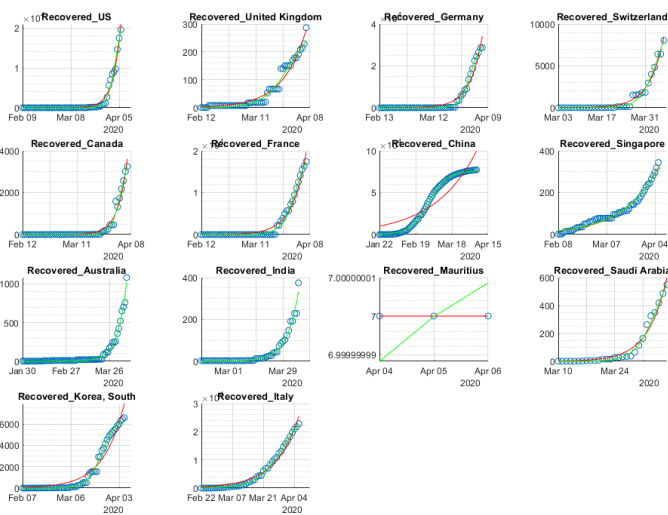 Recovered_US
Recovered_United Kingdom
Recovered_Germany
Recovered_Switzerland
2
1
0
Feb 09 Mar 08 Apr 05
2020
300
200
100
0
Feb 12 Mar 11 Apr 08
2020
4
2
0
Feb 13 Mar 12 Apr 09
2020
10000
5000
0
Mar 03 Mar 17 Mar 31
2020
Recovered_Canada
Recovered_France
Recovered_China
Recovered_Singapore
4000
2000
0
Feb 12 Mar 11 Apr 08
2020
2
1
0
Feb 12 Mar 11 Apr 08
2020
10
5
0
Jan 22 Feb 19 Mar 18 Apr 15
2020
400
200
0
Feb 08 Mar 07 Apr 04
2020
Recovered_Australia
Recovered_India
Recovered_Mauritius
Recovered_Saudi Arabia
1000
500
0
Jan 30 Feb 27 Mar 26
2020
400
200
0
Mar 01 Mar 29
2020
7.00000001
7
6.99999999
Apr 04 Apr 05 Apr 06
2020
600
400
200
0
Mar 10 Mar 24
2020
Recovered_Korea, South
Recovered_Italy
6000
4000
2000
0
Feb 07 Mar 06 Apr 03
2020
3
2
1
0
Feb 22 Mar 07 Mar 21 Apr 04
2020